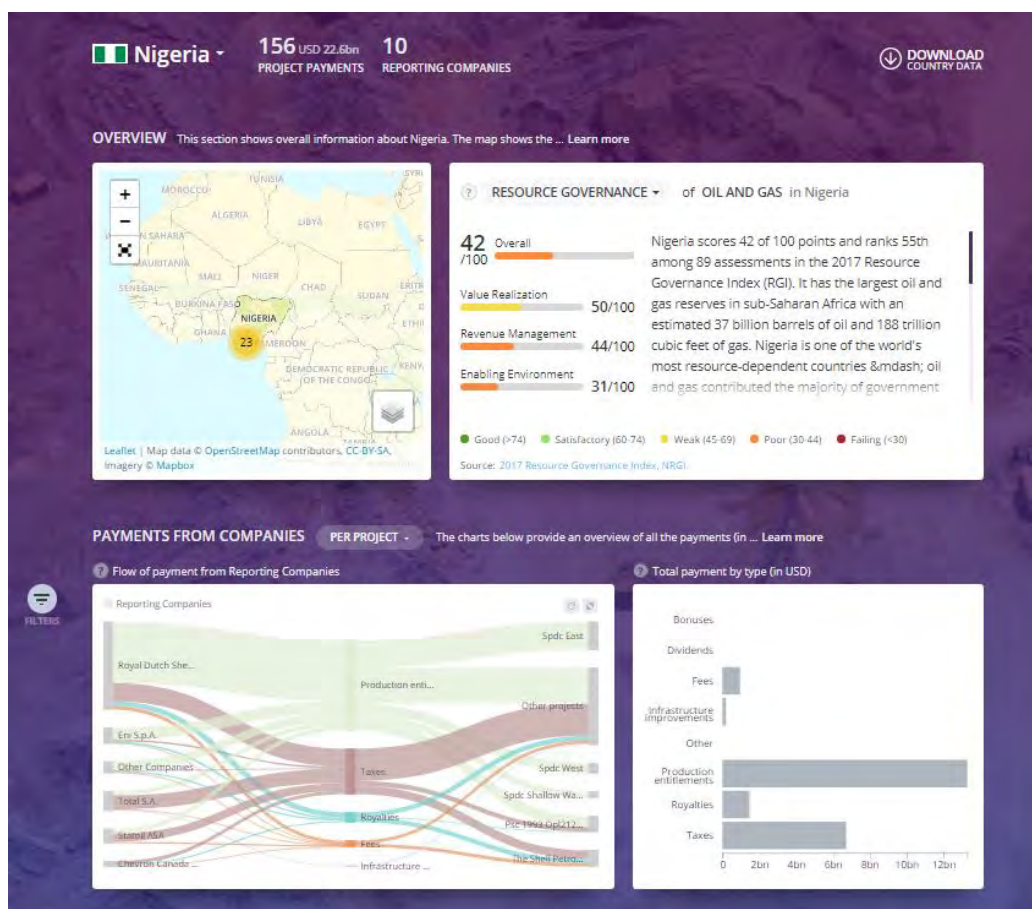 Nigeria
156 USD 22.6bn
PROJECT PAYMENTS
10
REPORTING COMPANIES
DOWNLOAD
COUNTRY DATA
OVERVIEW This section shows overall information about Nigeria. The map shows the ... Learn more
+
−
TUNISIA
MOROCCO
ALGERIA
LIBYA
EGYPT
N SAHARA
MAURITANIA
MALI
NIGER
CHAD
SUDAN
SENEGAL
BURKINA FASO
NIGERIA
GHANA
23
CAMEROON
DEMOCRATIC REPUBLIC
OF THE CONGO
KENY
ANGOLA
Leaflet | Map data © OpenStreetMap contributors, CC-BY-SA,
Imagery © Mapbox
? RESOURCE GOVERNANCE of OIL AND GAS in Nigeria
42
/100
Overall
Value Realization
50/100
Revenue Management
44/100
Enabling Environment
31/100
Nigeria scores 42 of 100 points and ranks 55th
among 89 assessments in the 2017 Resource
Governance Index (RGI). It has the largest oil and
gas reserves in sub-Saharan Africa with an
estimated 37 billion barrels of oil and 188 trillion
cubic feet of gas. Nigeria is one of the world's
most resource-dependent countries &mdash; oil
and gas contributed the majority of government
Good (>74) Satisfactory (60-74) Weak (45-69) Poor (30-44) Failing (<30)
Source: 2017 Resource Governance Index, NRGI
PAYMENTS FROM COMPANIES PER PROJECT The charts below provide an overview of all the payments (in ... Learn more
? Flow of payment from Reporting Companies
FILTERS
Reporting Companies
Royal Dutch She...
Eni S.p.A.
Other Companies
Total S.A.
Statoil ASA
Chevron Canada ...
Production enti...
Taxes
Royalties
Fees
Infrastructure ...
Spdc East
Other projects
Spdc West
Spdc Shallow Wa...
Psc 1993 Opl212...
The Shell Petro...
? Total payment by type (in USD)
Bonuses
Dividends
Fees
Infrastructure
improvements
Other
Production
entitlements
Royalties
Taxes
0 2bn 4bn 6bn 8bn 10bn 12bn